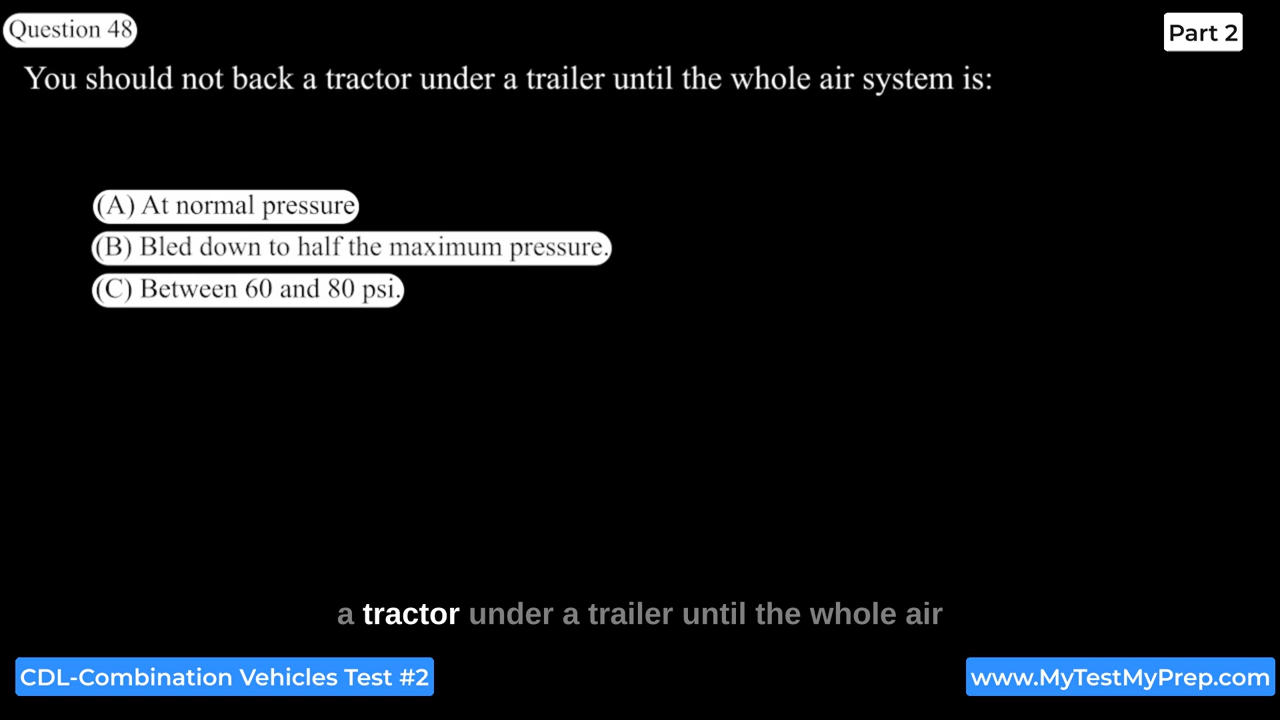 Question 48
Part 2
You should not back a tractor under a trailer until the whole air system is:
(A) At normal pressure
(B) Bled down to half the maximum pressure.
(C) Between 60 and 80 psi.
a tractor under a trailer until the whole air
CDL-Combination Vehicles Test #2
www.MyTestMyPrep.com